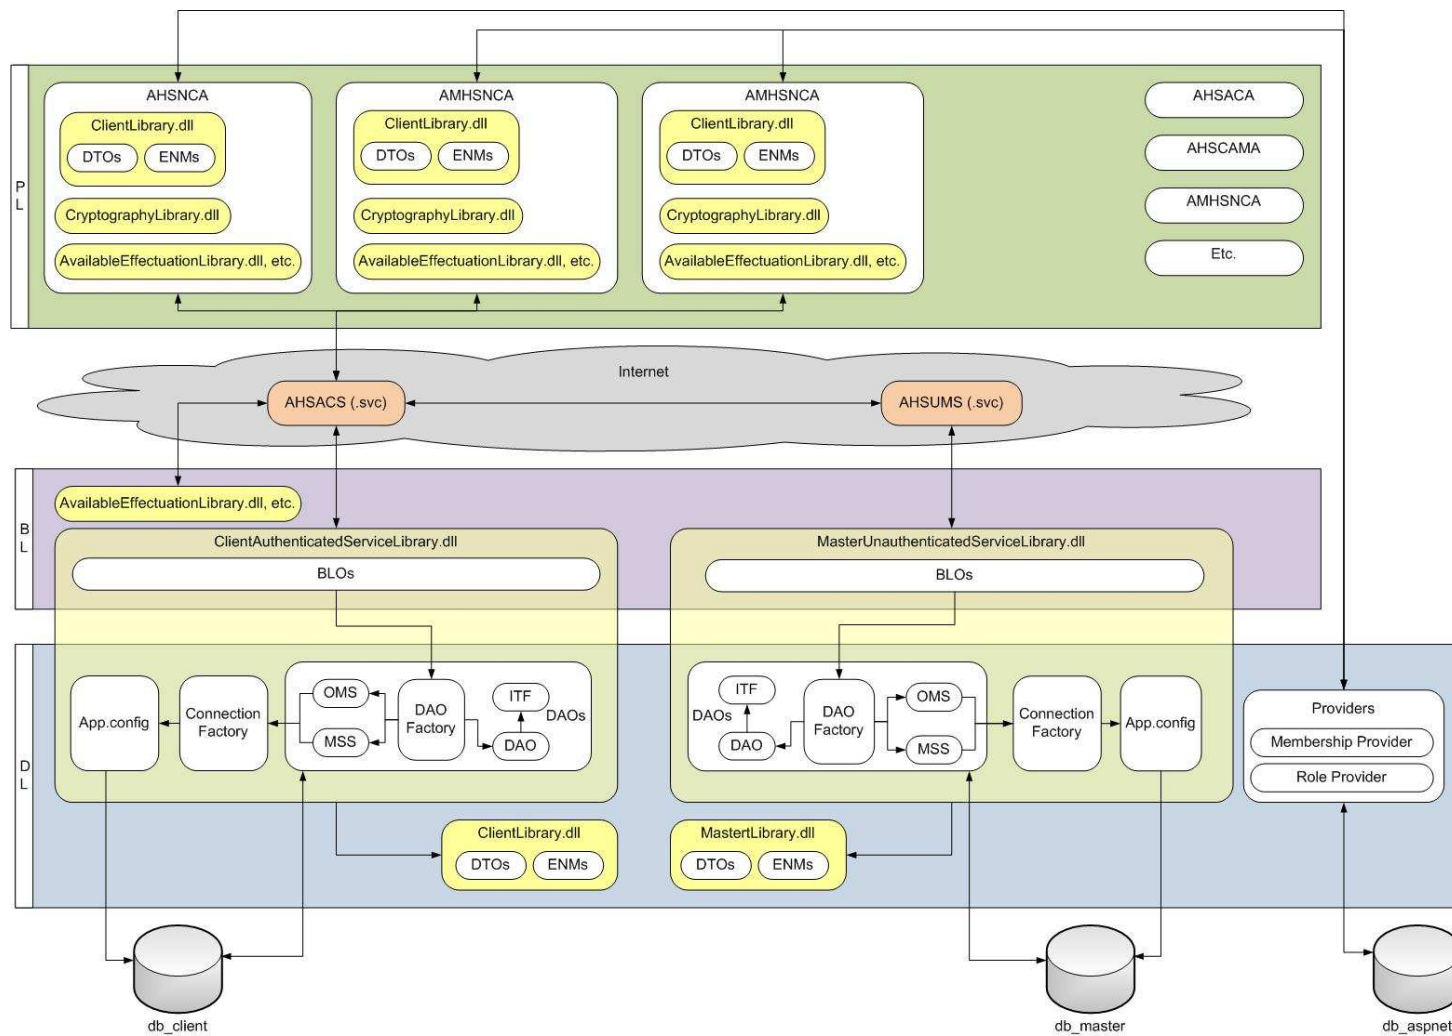 P
L
AHSNCA
ClientLibrary.dll
DTOs
ENMs
CryptographyLibrary.dll
AvailableEffectuationLibrary.dll, etc.
AMHSNCA
ClientLibrary.dll
DTOs
ENMs
CryptographyLibrary.dll
AvailableEffectuationLibrary.dll, etc.
AMHSNCA
ClientLibrary.dll
DTOs
ENMs
CryptographyLibrary.dll
AvailableEffectuationLibrary.dll, etc.
AHSACA
AHSCAMA
AMHSNCA
Etc.
Internet
AHSACS (.svc)
AHSUMS (.svc)
B
L
AvailableEffectuationLibrary.dll, etc.
ClientAuthenticatedServiceLibrary.dll
BLOs
MasterUnauthenticatedServiceLibrary.dll
BLOs
D
L
App.config
Connection
Factory
OMS
MSS
DAO
Factory
ITF
DAOs
DAO
ITF
DAOs
DAO
DAO
Factory
OMS
MSS
Connection
Factory
App.config
Providers
Membership Provider
Role Provider
ClientLibrary.dll
DTOs
ENMs
MastertLibrary.dll
DTOs
ENMs
db_client
db_master
db_aspnet